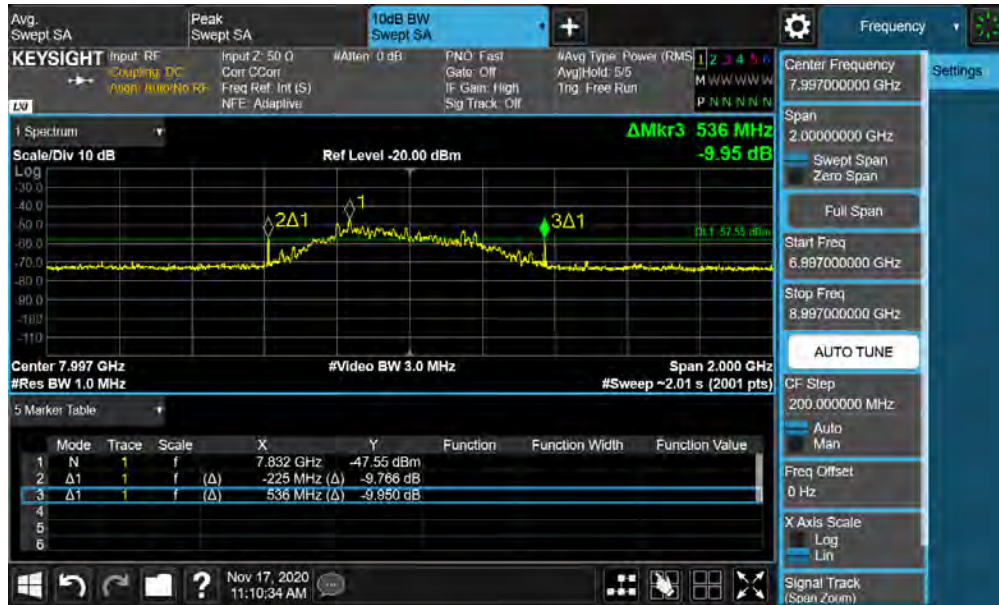 Avg.
Swept SA
Peak
Swept SA
10dB BW
Swept SA
+
Frequency
KEYSIGHT
Input: RF
Coupling: DC
Align: Auto/No RF
Input Z: 50 Ω
Corr CCorr
Freq Ref: Int (S)
NFE: Adaptive
#Atten: 0 dB
PNO: Fast
Gate: Off
IF Gain: High
Sig Track: Off
#Avg Type: Power (RMS
Avg|Hold: 5/5
Trig: Free Run
1 2 3 4 5 6
M W W W W W
P N N N N N
LXI
1 Spectrum
ΔMkr3 536 MHz
-9.95 dB
Scale/Div 10 dB
Ref Level -20.00 dBm
Log
-30.0
-40.0
-50.0
-60.0
-70.0
-80.0
-90.0
-100
-110
2Δ1
1
3Δ1
DL1 -57.55 dBm
Center 7.997 GHz
#Video BW 3.0 MHz
Span 2.000 GHz
#Res BW 1.0 MHz
#Sweep ~2.01 s (2001 pts)
5 Marker Table
Mode Trace Scale X Y Function Function Width Function Value
1 N 1 f 7.832 GHz -47.55 dBm
2 Δ1 1 f (Δ) -225 MHz (Δ) -9.766 dB
3 Δ1 1 f (Δ) 536 MHz (Δ) -9.950 dB
4
5
6
Nov 17, 2020
11:10:34 AM
?
Center Frequency
7.997000000 GHz
Settings
Span
2.00000000 GHz
Swept Span
Zero Span
Full Span
Start Freq
6.997000000 GHz
Stop Freq
8.997000000 GHz
AUTO TUNE
CF Step
200.000000 MHz
Auto
Man
Freq Offset
0 Hz
X Axis Scale
Log
Lin
Signal Track
(Span Zoom)